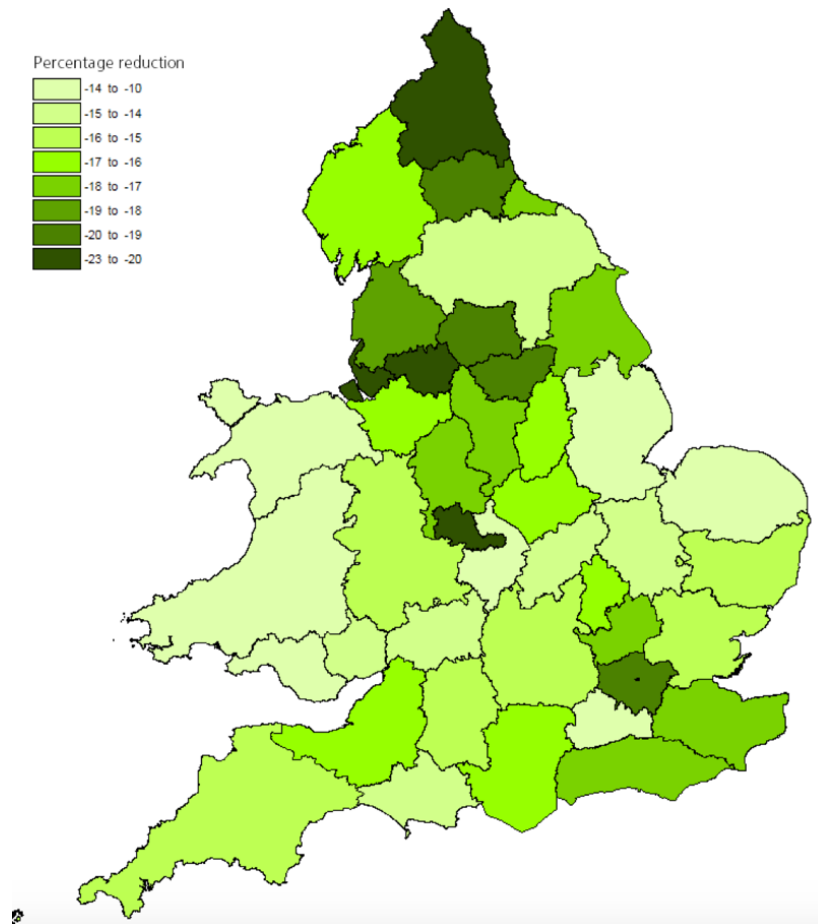 Percentage reduction
-14 to -10
-15 to -14
-16 to -15
-17 to -16
-18 to -17
-19 to -18
-20 to -19
-23 to -20